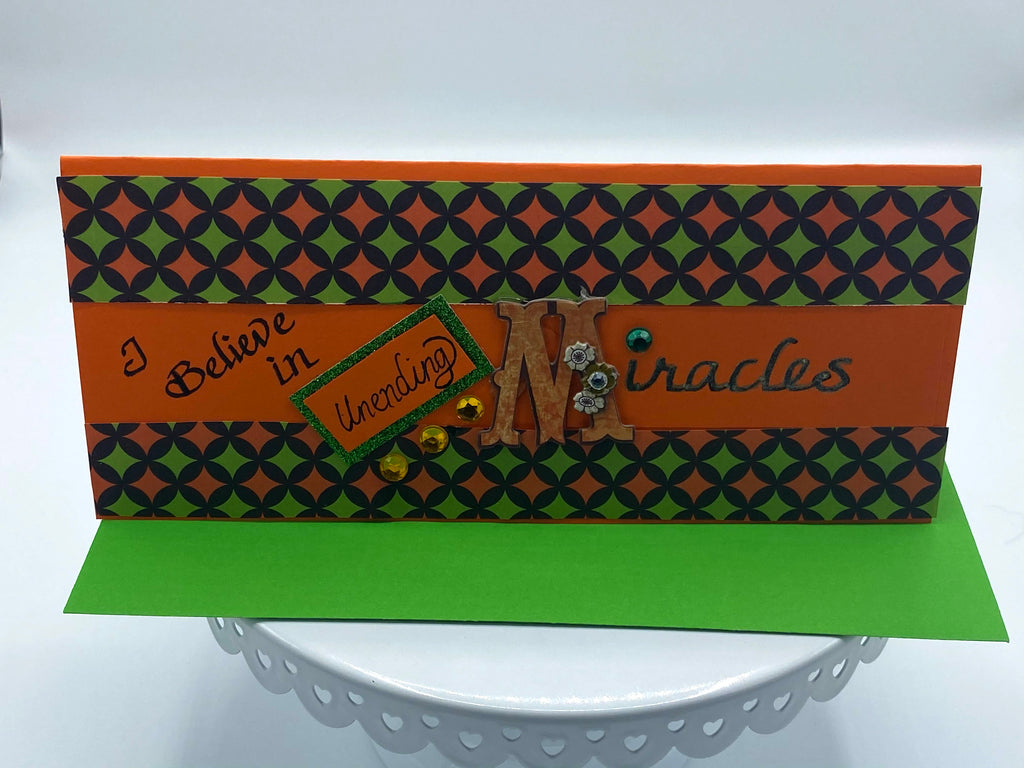 I Believe
in
Unending
Miracles